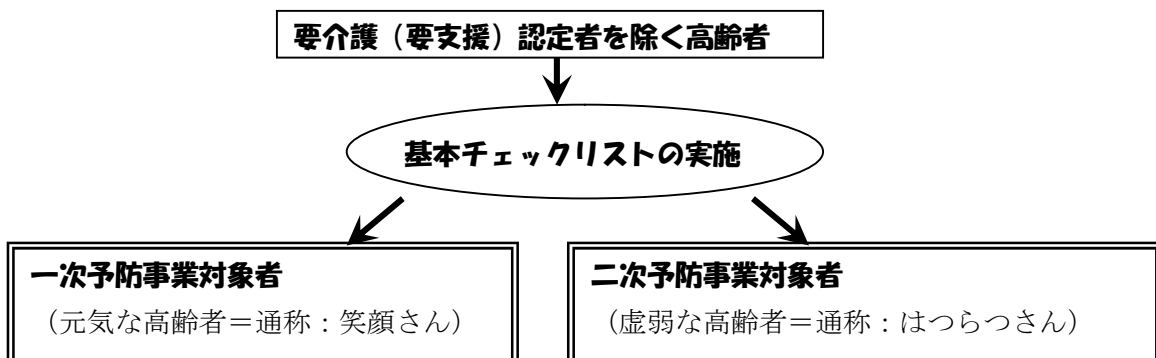 要介護（要支援）認定者を除く高齢者
基本チェックリストの実施
一次予防事業対象者
（元気な高齢者＝通称：笑顔さん）
二次予防事業対象者
（虚弱な高齢者＝通称：はつらつさん）